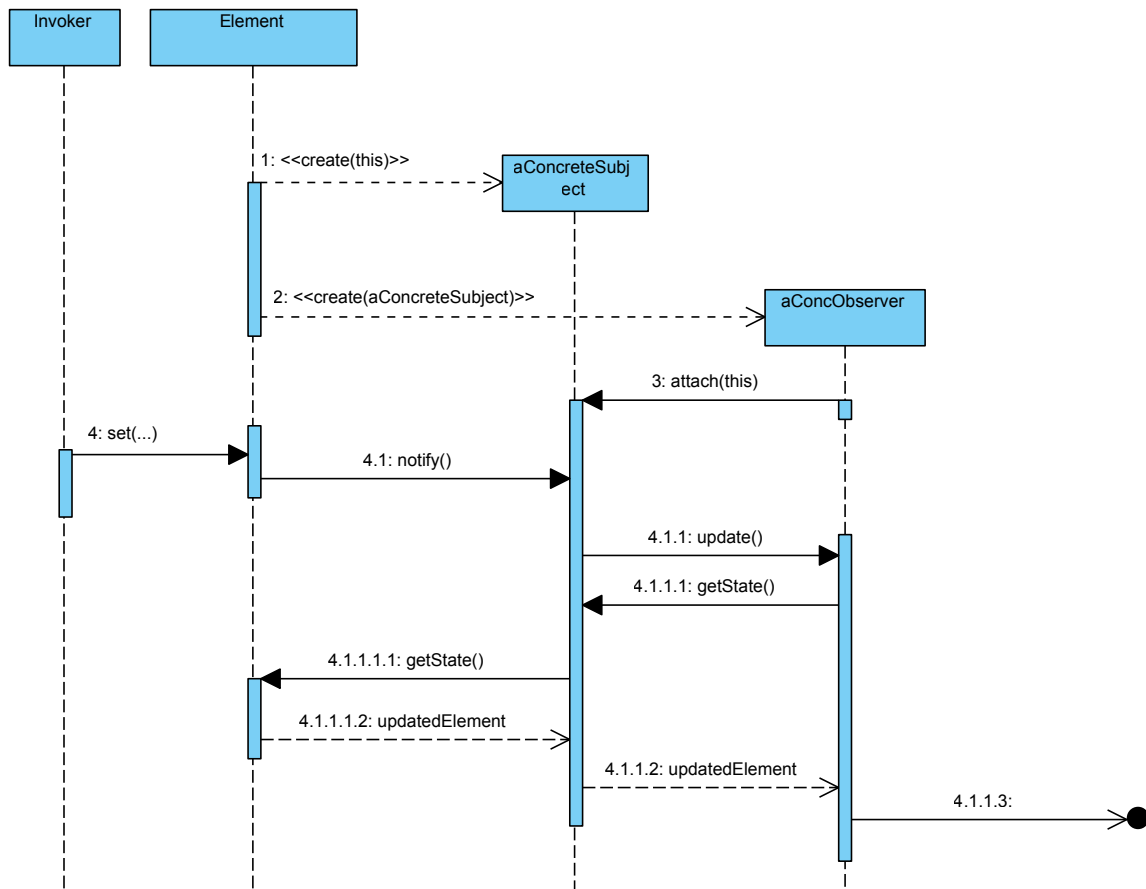 Invoker
Element
1: <<create(this)>>
aConcreteSubj
ect
2: <<create(aConcreteSubject)>>
aConcObserver
3: attach(this)
4: set(...)
4.1: notify()
4.1.1: update()
4.1.1.1: getState()
4.1.1.1.1: getState()
4.1.1.1.2: updatedElement
4.1.1.2: updatedElement
4.1.1.3: